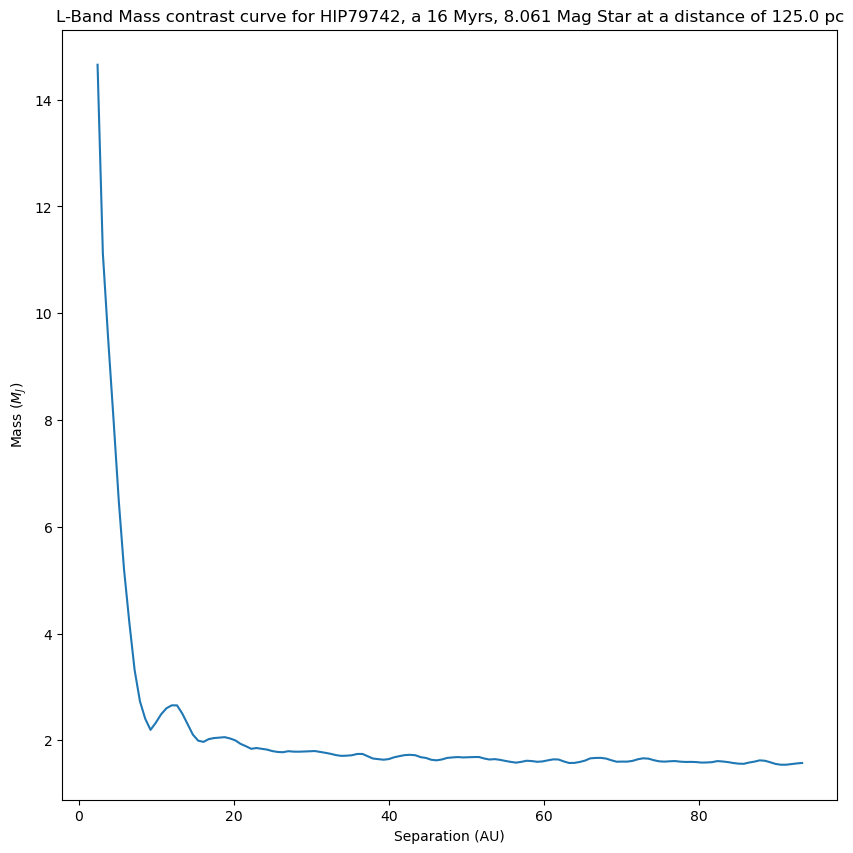 L-Band Mass contrast curve for HIP79742, a 16 Myrs, 8.061 Mag Star at a distance of 125.0 pc
14
12
10
8
6
4
2
Mass (M_J)
0 20 40 60 80
Separation (AU)